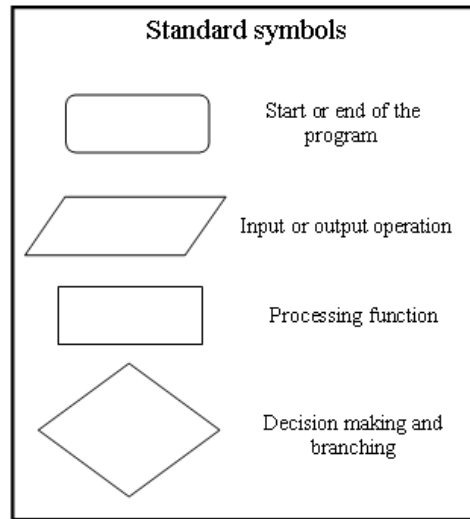 Standard symbols
Start or end of the
program
Input or output operation
Processing function
Decision making and
branching